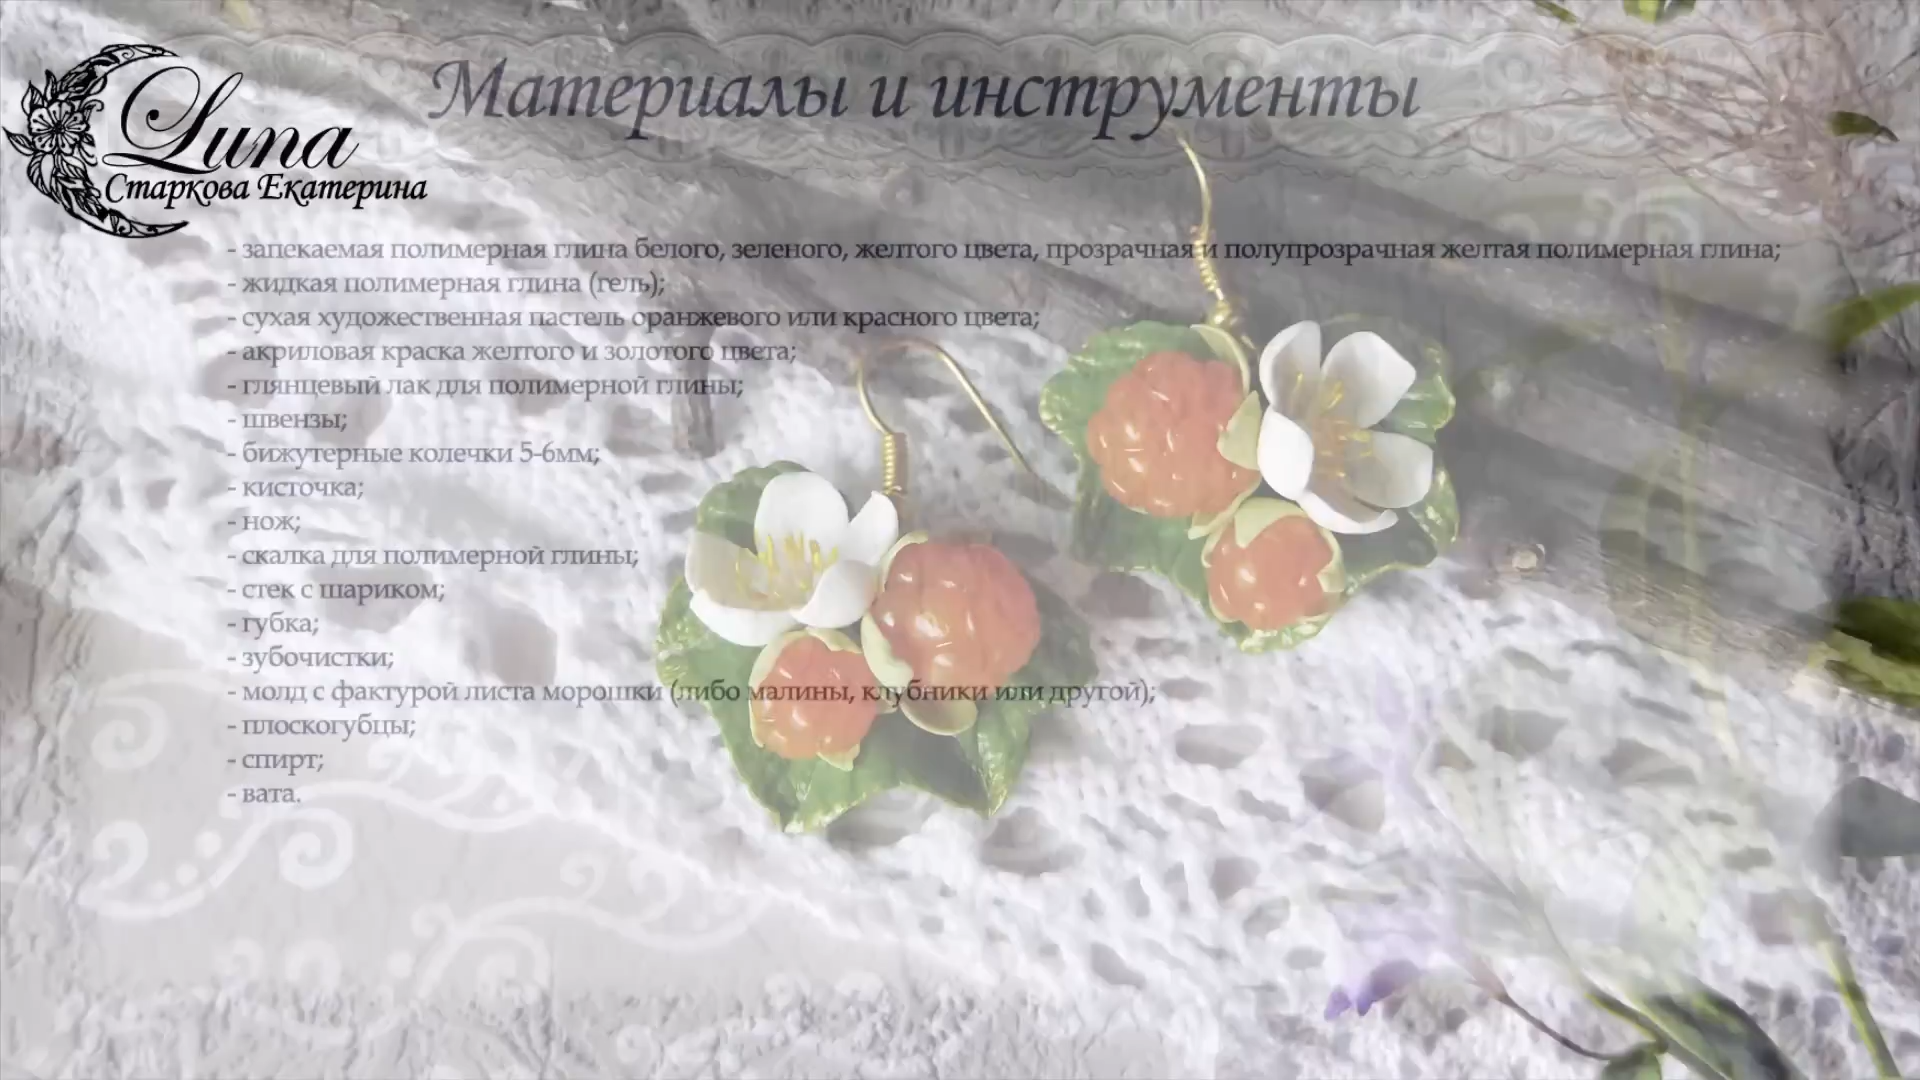 Материалы и инструменты
Luna
Старкова Екатерина
- запекаемая полимерная глина белого, зеленого, желтого цвета, прозрачная и полупрозрачная желтая полимерная глина;
- жидкая полимерная глина (гель);
- сухая художественная пастель оранжевого или красного цвета;
- акриловая краска желтого и золотого цвета;
- глянцевый лак для полимерной глины;
- швензы;
- бижутерные колечки 5-6мм;
- кисточка;
- нож;
- скалка для полимерной глины;
- стек с шариком;
- губка;
- зубочистки;
- молд с фактурой листа морошки (либо малины, клубники или другой);
- плоскогубцы;
- спирт;
- вата.